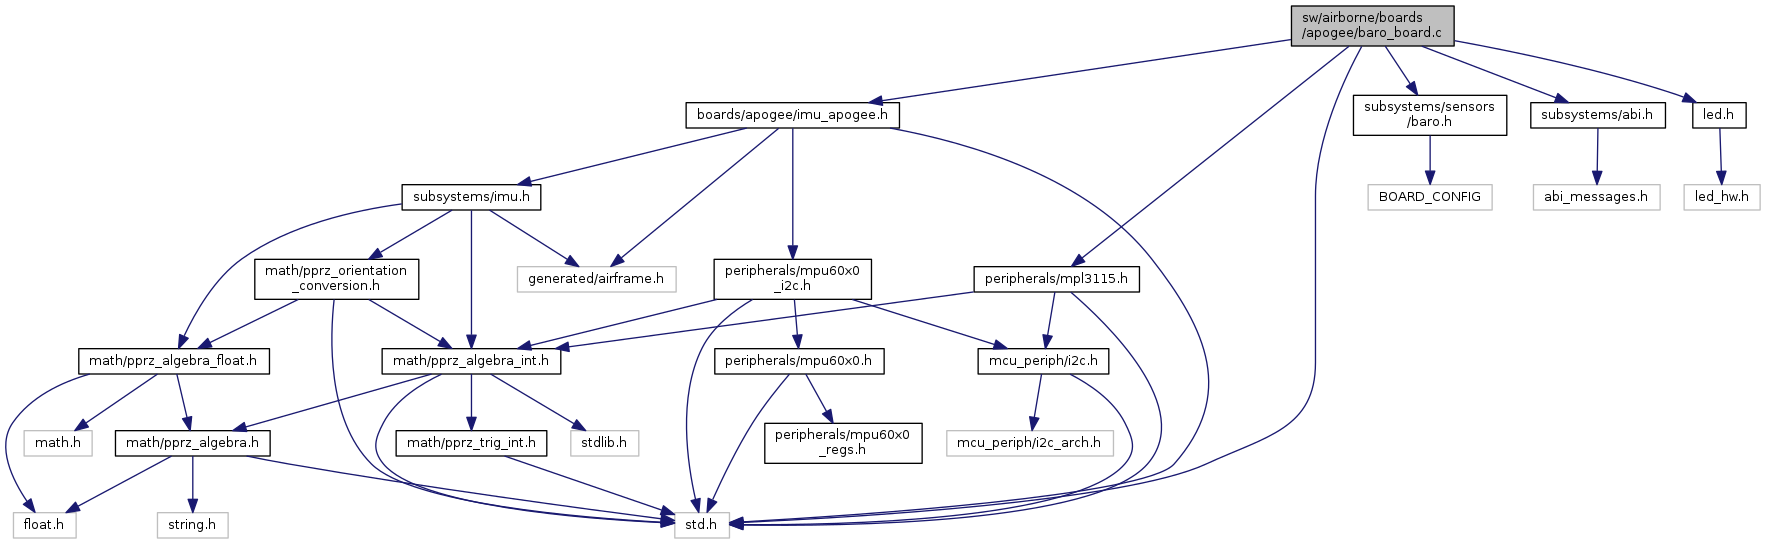 sw/airborne/boards
/apogee/baro_board.c
boards/apogee/imu_apogee.h
subsystems/sensors
/baro.h
subsystems/abi.h
led.h
subsystems/imu.h
BOARD_CONFIG
abi_messages.h
led_hw.h
math/pprz_orientation
_conversion.h
generated/airframe.h
peripherals/mpu60x0
_i2c.h
peripherals/mpl3115.h
math/pprz_algebra_float.h
math/pprz_algebra_int.h
peripherals/mpu60x0.h
mcu_periph/i2c.h
math.h
math/pprz_algebra.h
math/pprz_trig_int.h
stdlib.h
peripherals/mpu60x0
_regs.h
mcu_periph/i2c_arch.h
float.h
string.h
std.h